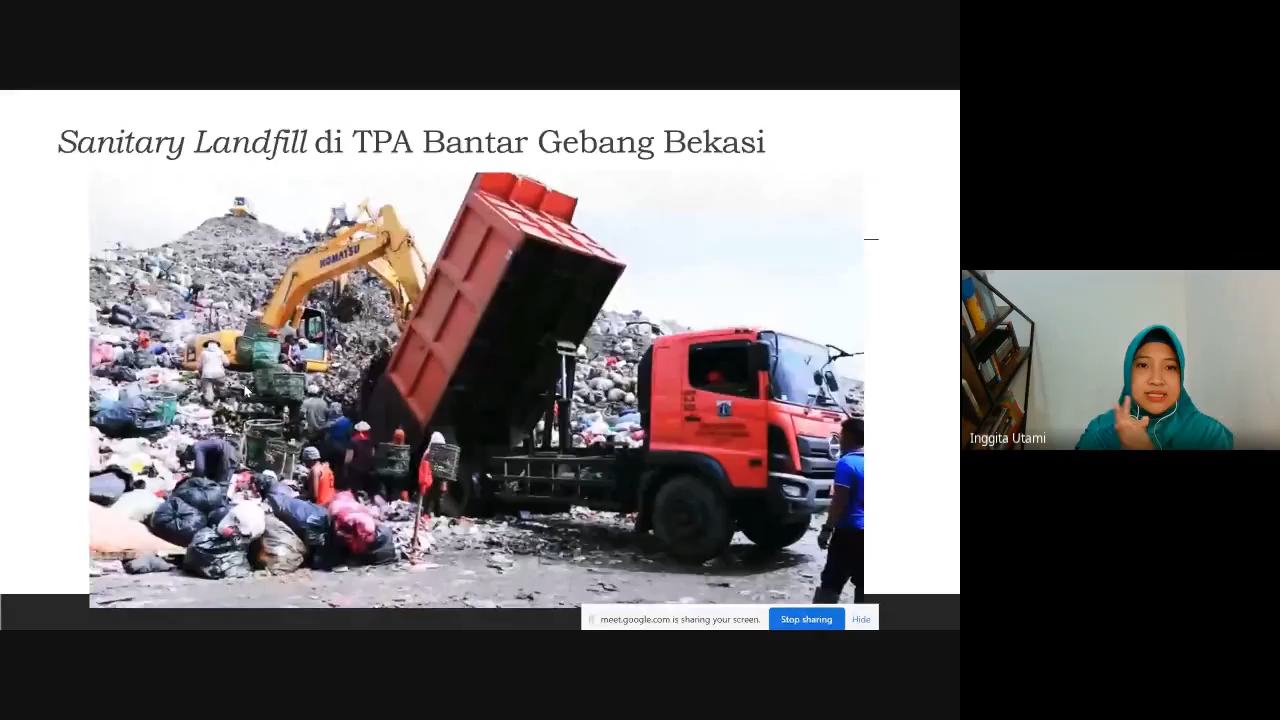 Sanitary Landfill di TPA Bantar Gebang Bekasi
KOMATSU
Inggita Utami
meet.google.com is sharing your screen.
Stop sharing
Hide